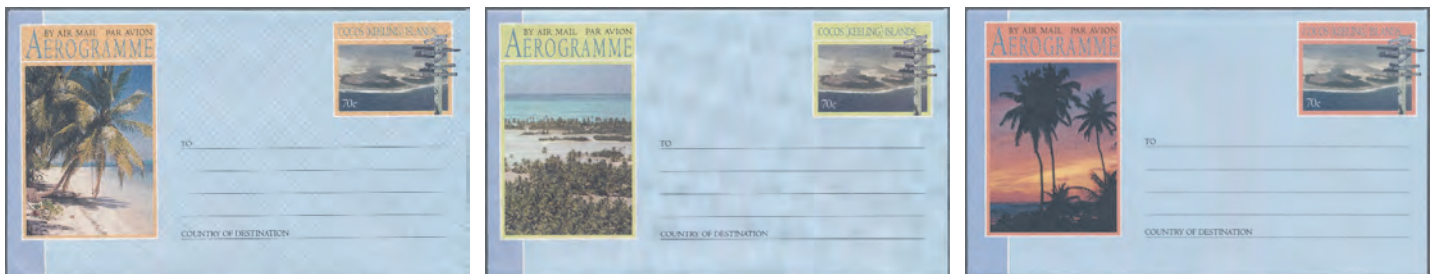 BY AIR MAIL PAR AVION
AEROGRAMME
COCOS (KEELING) ISLANDS
70c
TO
COUNTRY OF DESTINATION
BY AIR MAIL PAR AVION
AEROGRAMME
COCOS (KEELING) ISLANDS
70c
TO
COUNTRY OF DESTINATION
BY AIR MAIL PAR AVION
AEROGRAMME
COCOS (KEELING) ISLANDS
70c
TO
COUNTRY OF DESTINATION